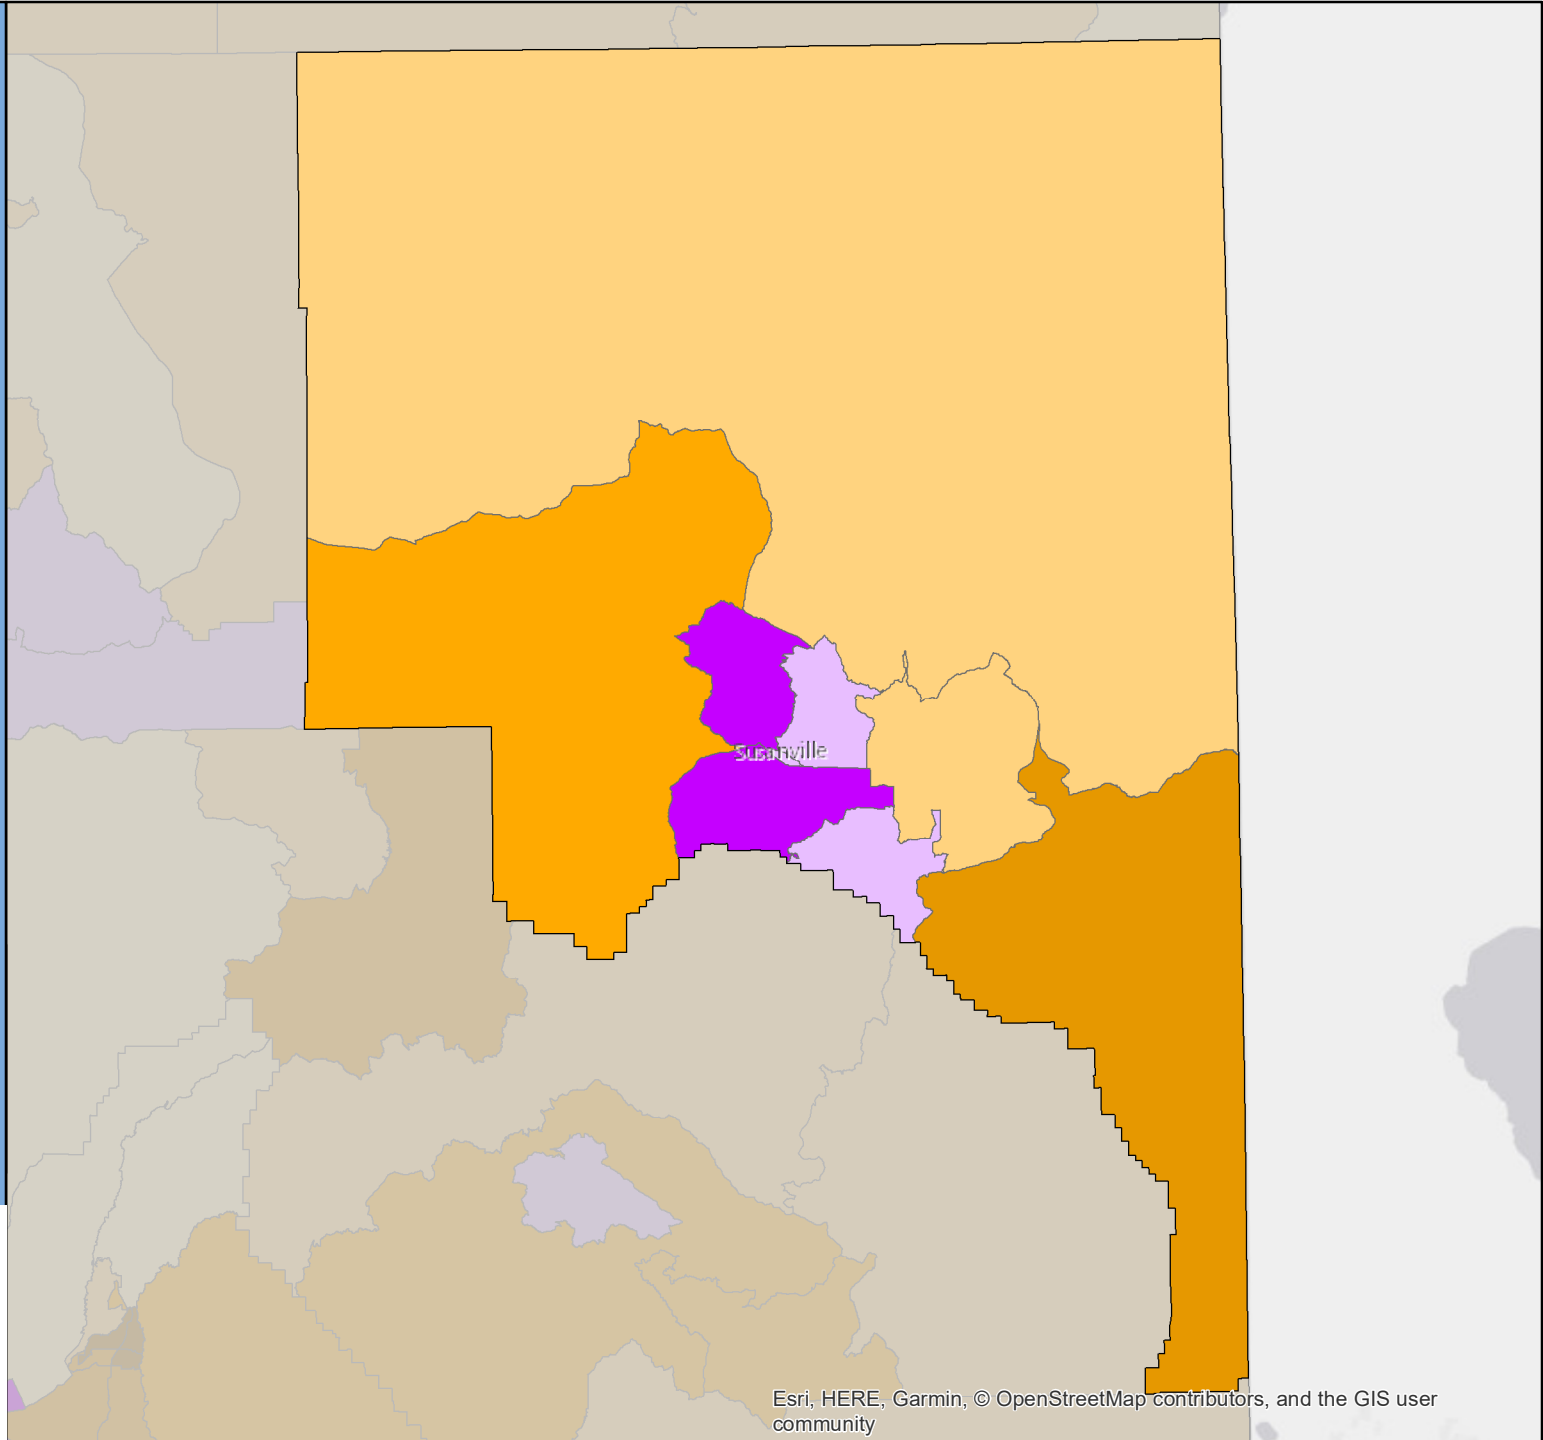 Susanville
Esri, HERE, Garmin, © OpenStreetMap contributors, and the GIS user
community